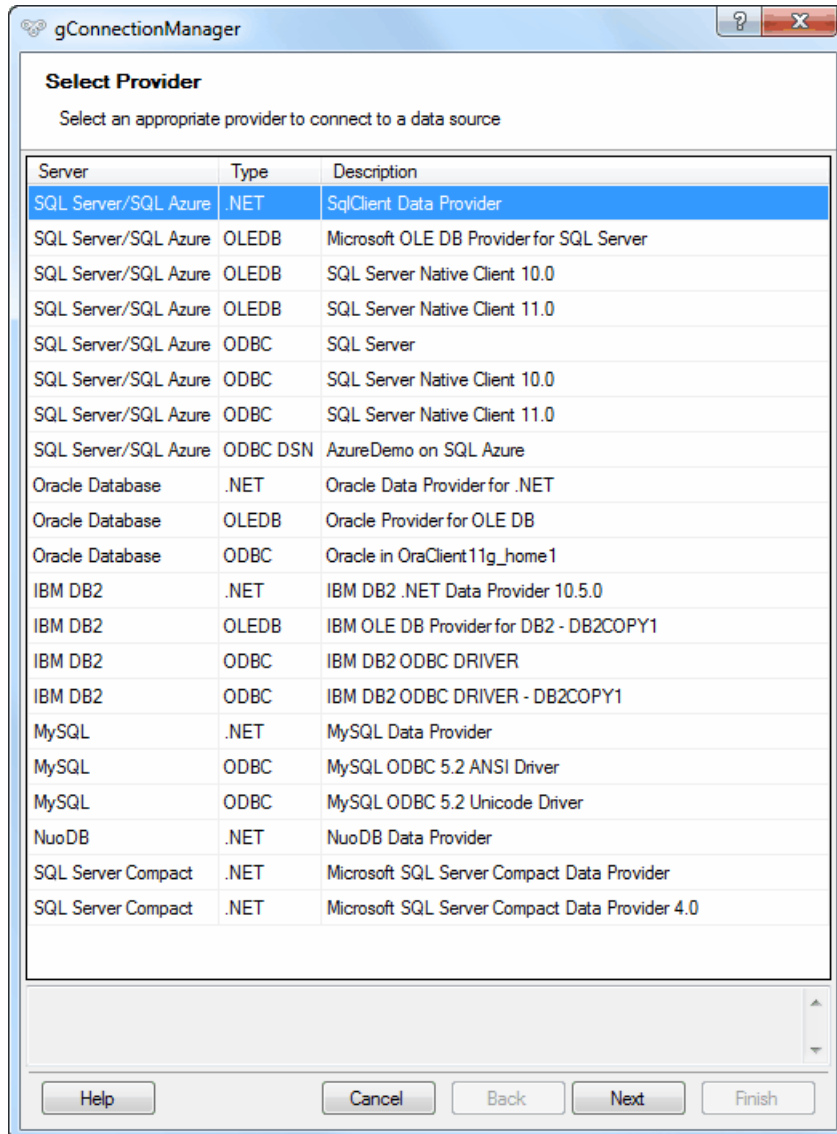 gConnectionManager
Select Provider
Select an appropriate provider to connect to a data source
Server Type Description
SQL Server/SQL Azure .NET SqlClient Data Provider
SQL Server/SQL Azure OLEDB Microsoft OLE DB Provider for SQL Server
SQL Server/SQL Azure OLEDB SQL Server Native Client 10.0
SQL Server/SQL Azure OLEDB SQL Server Native Client 11.0
SQL Server/SQL Azure ODBC SQL Server
SQL Server/SQL Azure ODBC SQL Server Native Client 10.0
SQL Server/SQL Azure ODBC SQL Server Native Client 11.0
SQL Server/SQL Azure ODBC DSN AzureDemo on SQL Azure
Oracle Database .NET Oracle Data Provider for .NET
Oracle Database OLEDB Oracle Provider for OLE DB
Oracle Database ODBC Oracle in OraClient11g_home1
IBM DB2 .NET IBM DB2 .NET Data Provider 10.5.0
IBM DB2 OLEDB IBM OLE DB Provider for DB2 - DB2COPY1
IBM DB2 ODBC IBM DB2 ODBC DRIVER
IBM DB2 ODBC IBM DB2 ODBC DRIVER - DB2COPY1
MySQL .NET MySQL Data Provider
MySQL ODBC MySQL ODBC 5.2 ANSI Driver
MySQL ODBC MySQL ODBC 5.2 Unicode Driver
NuoDB .NET NuoDB Data Provider
SQL Server Compact .NET Microsoft SQL Server Compact Data Provider
SQL Server Compact .NET Microsoft SQL Server Compact Data Provider 4.0
Help Cancel Back Next Finish